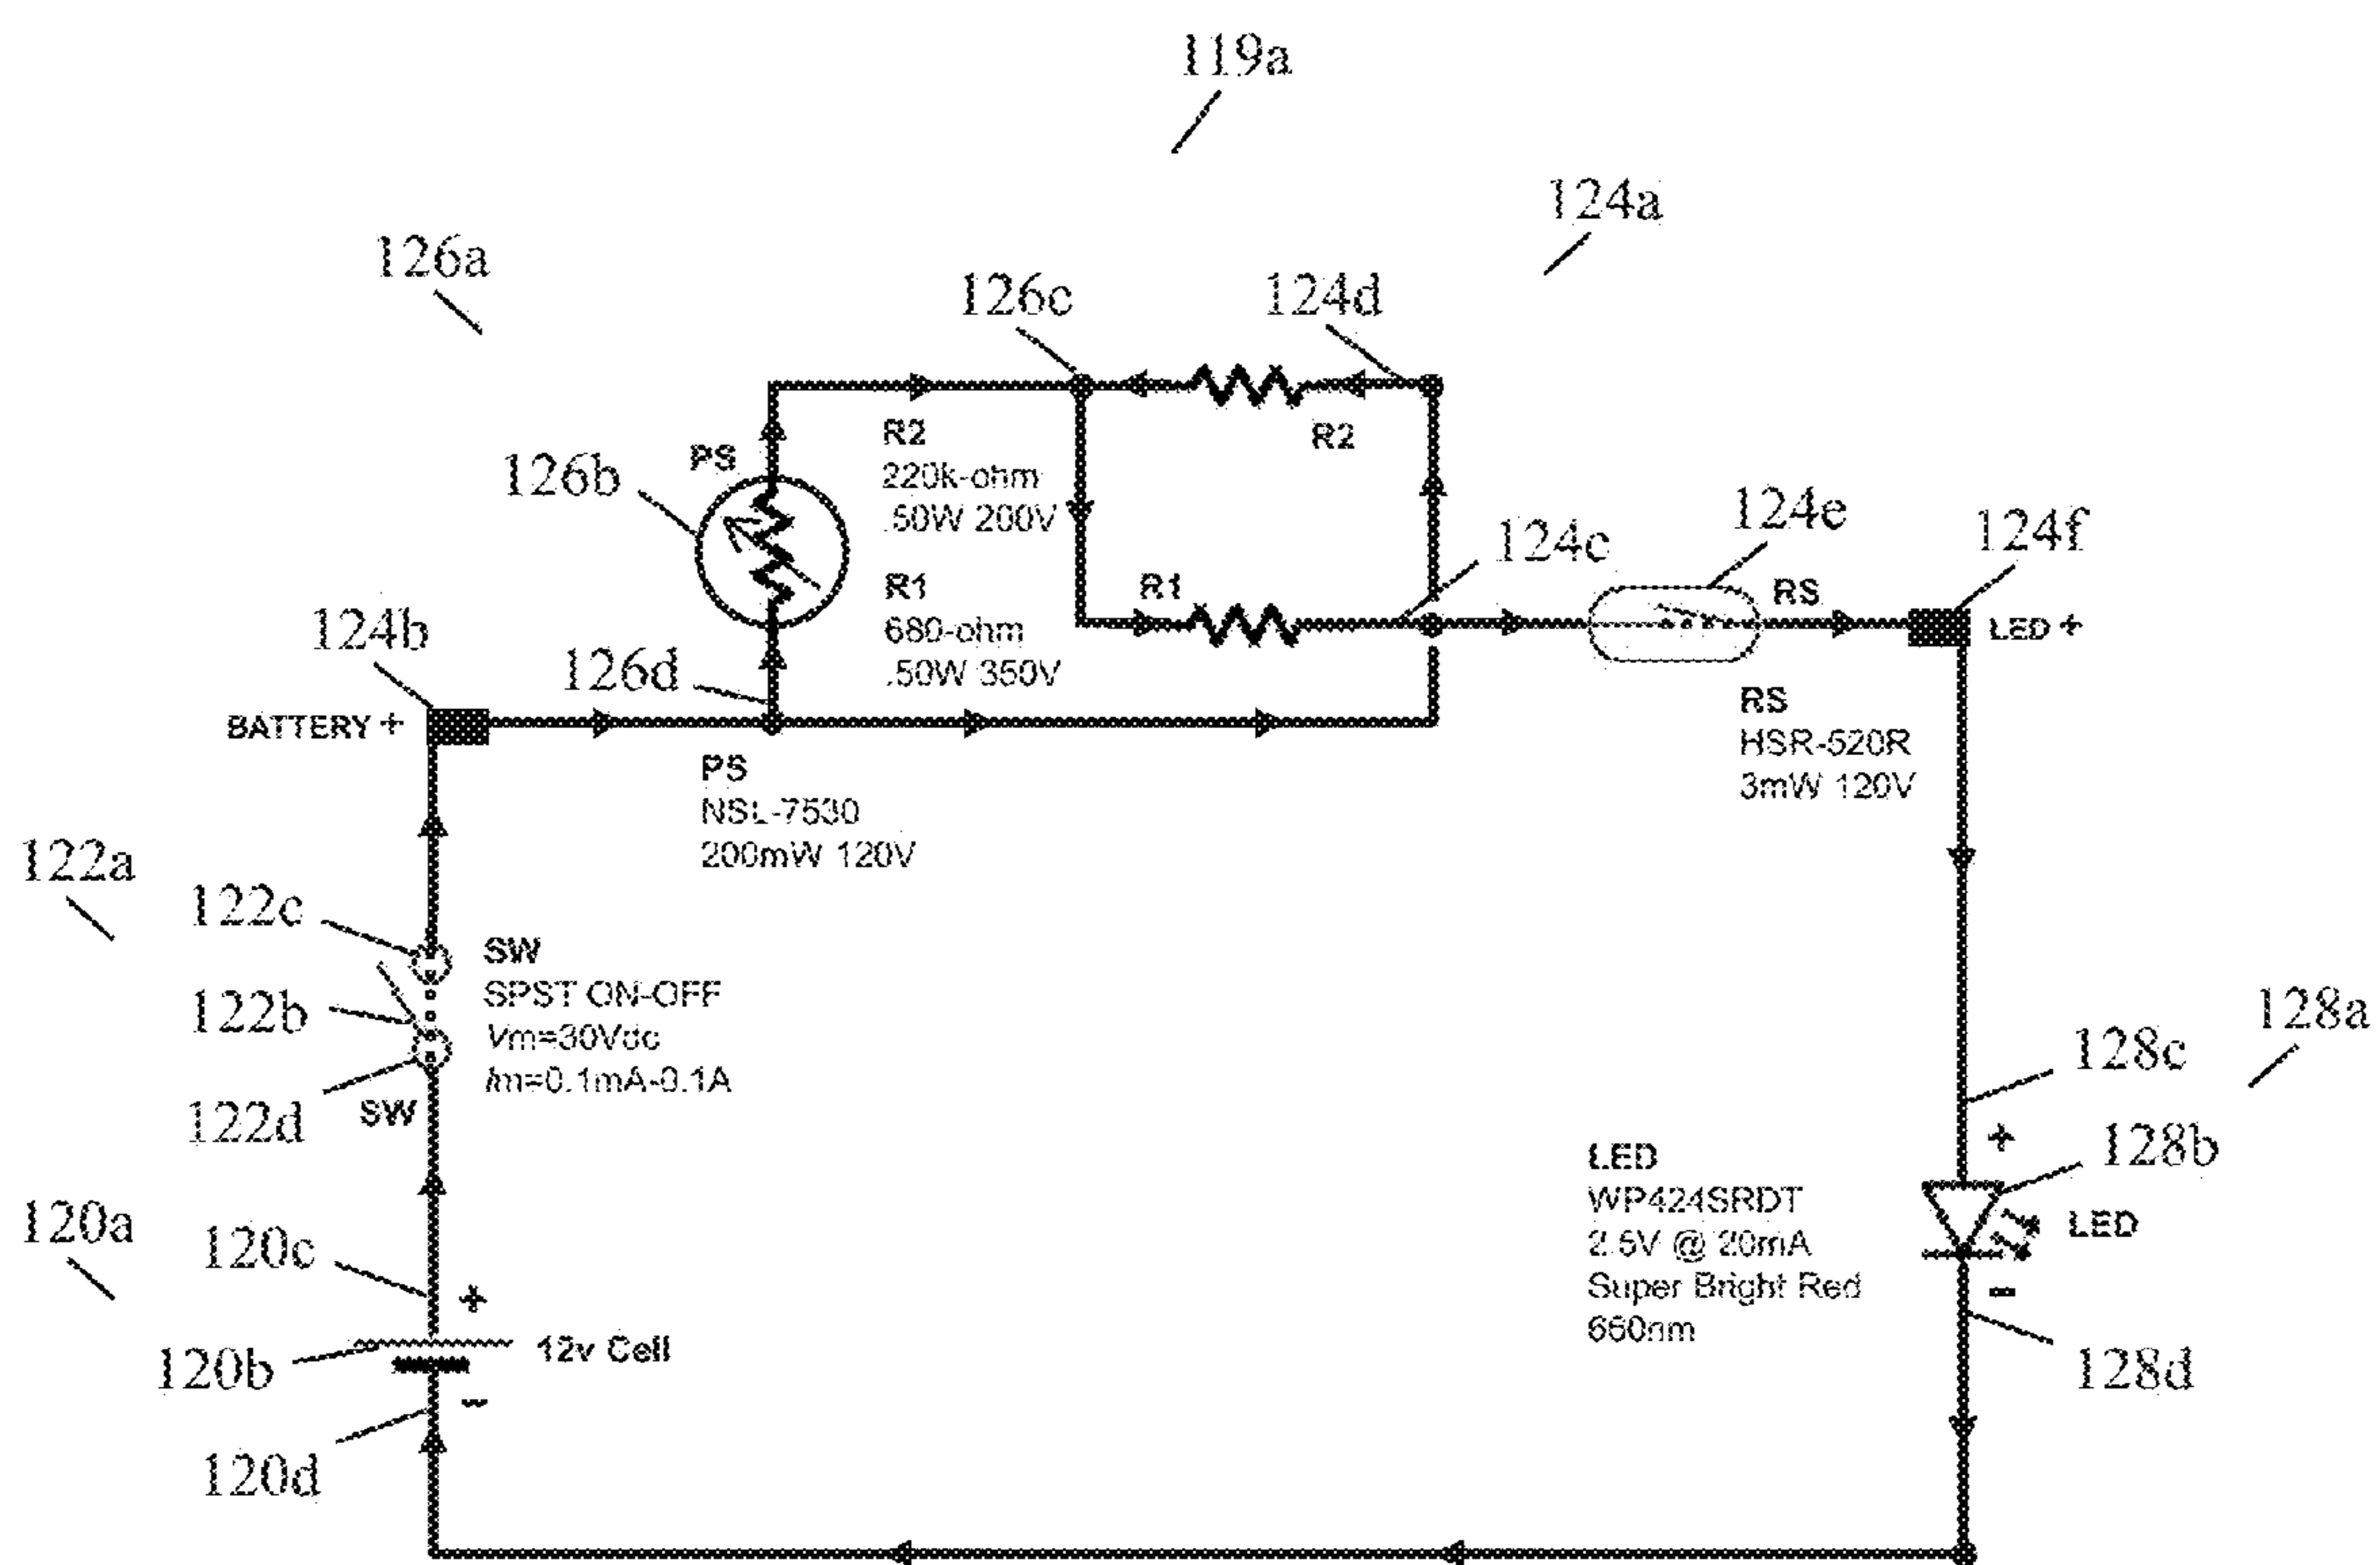 119a
124a
126a
126c
124d
PS
R2
220k-ohm
.50W 200V
R2
126b
124e
124c
124f
R1
680-ohm
.50W 350V
R1
RS
LED +
124b
126d
BATTERY +
RS
HSR-520R
3mW 120V
PS
NSL-7530
200mW 120V
122a
122c
SW
SPST ON-OFF
Vm=30Vdc
Im=0.1mA-0.1A
122b
122d
SW
128a
128c
+
128b
LED
WP424SRDT
2.5V @ 20mA
Super Bright Red
660nm
LED
-
128d
120a
120c
+
12v Cell
120b
-
120d